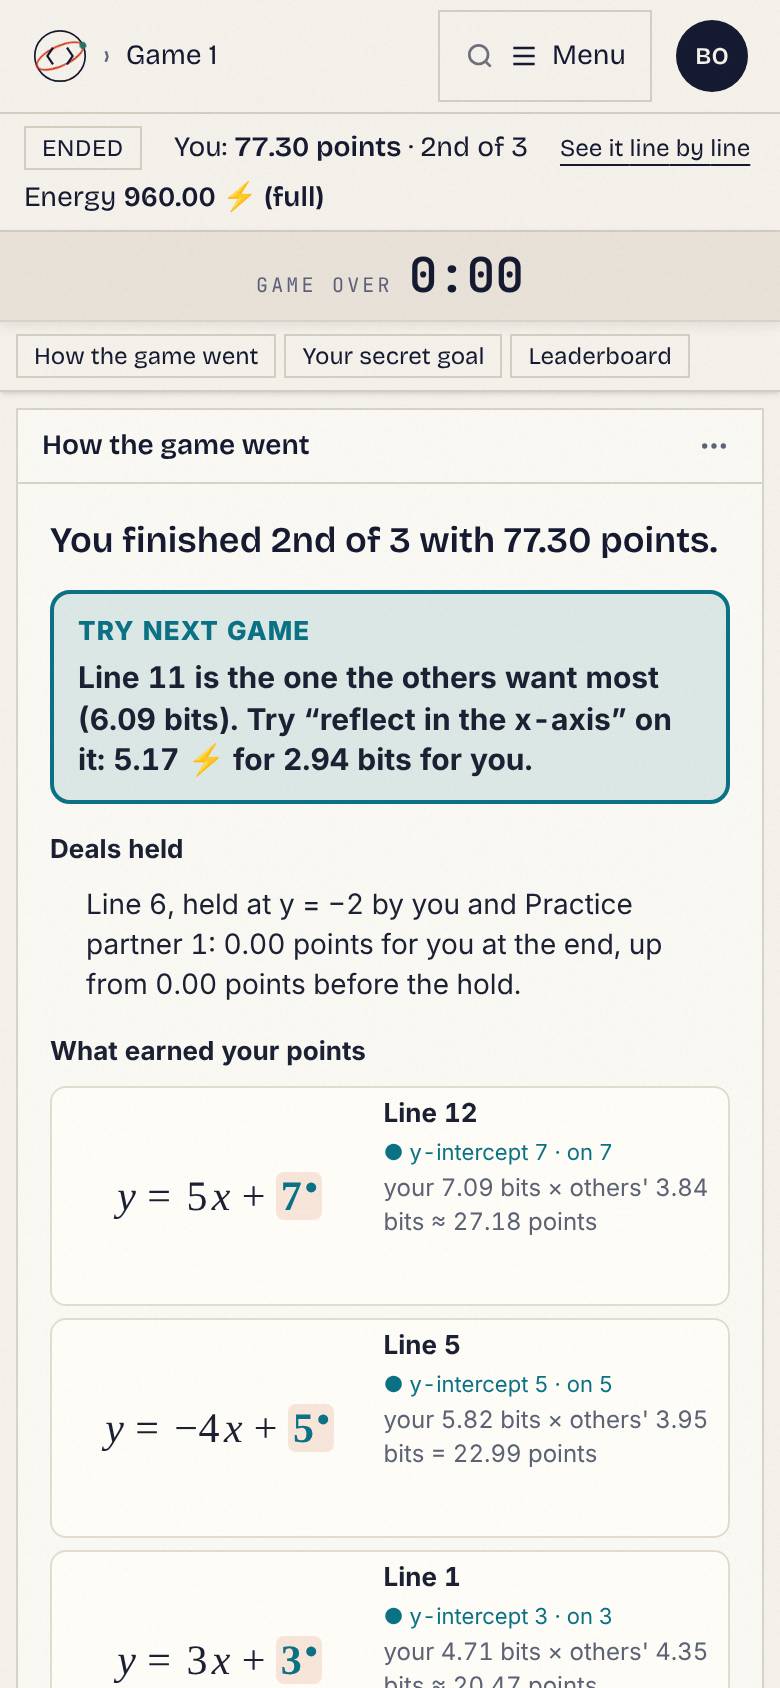 › Game 1
Menu
BO
ENDED
You: 77.30 points · 2nd of 3
See it line by line
Energy 960.00 ⚡ (full)
GAME OVER 0:00
How the game went
Your secret goal
Leaderboard
How the game went
You finished 2nd of 3 with 77.30 points.
TRY NEXT GAME
Line 11 is the one the others want most
(6.09 bits). Try “reflect in the x-axis” on
it: 5.17 ⚡ for 2.94 bits for you.
Deals held
Line 6, held at y = −2 by you and Practice
partner 1: 0.00 points for you at the end, up
from 0.00 points before the hold.
What earned your points
Line 12
y-intercept 7 · on 7
y = 5x + 7
your 7.09 bits × others' 3.84
bits ≈ 27.18 points
Line 5
y-intercept 5 · on 5
y = −4x + 5
your 5.82 bits × others' 3.95
bits = 22.99 points
Line 1
y-intercept 3 · on 3
y = 3x + 3
your 4.71 bits × others' 4.35
bits ≈ 20.47 points